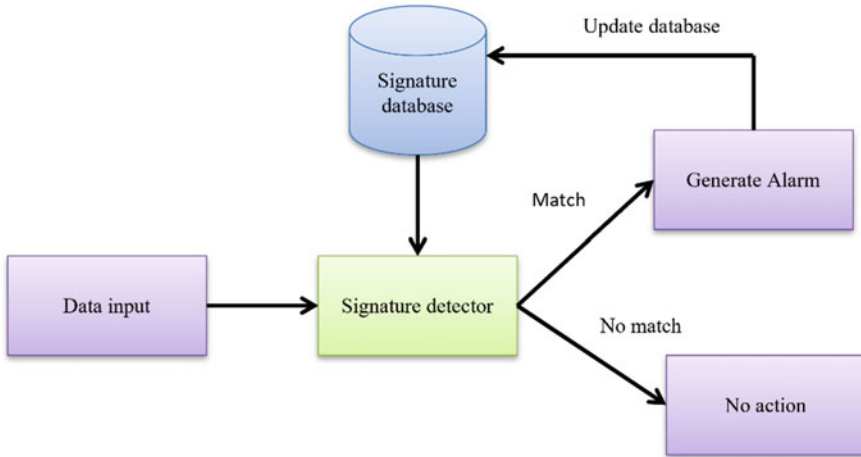 Update database
Signature
database
Generate Alarm
Match
Data input
Signature detector
No match
No action